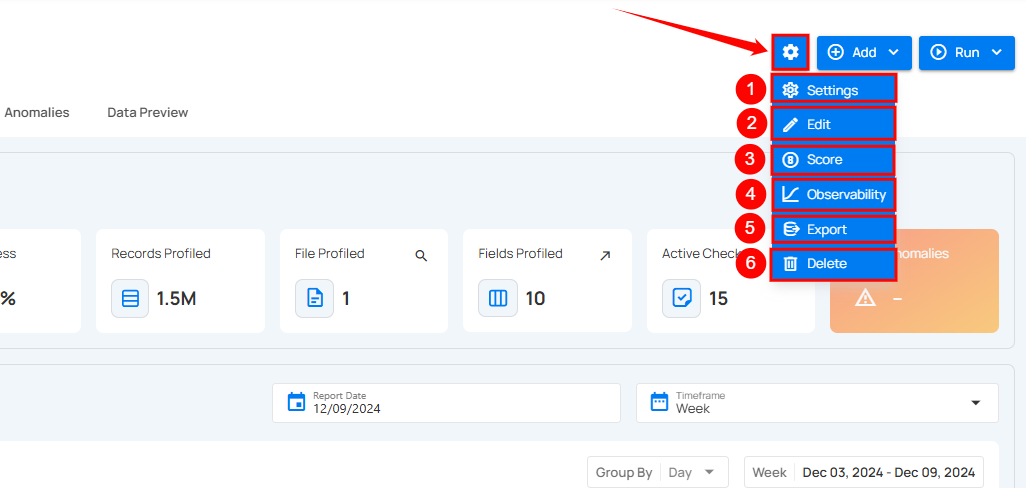 Add
Run
1 Settings
Anomalies Data Preview
2 Edit
3 Score
4 Observability
5 Export
6 Delete
ess
%
Records Profiled
1.5M
File Profiled
1
Fields Profiled
10
Active Check
15
nomalies
–
Report Date
12/09/2024
Timeframe
Week
Group By Day
Week Dec 03, 2024 - Dec 09, 2024